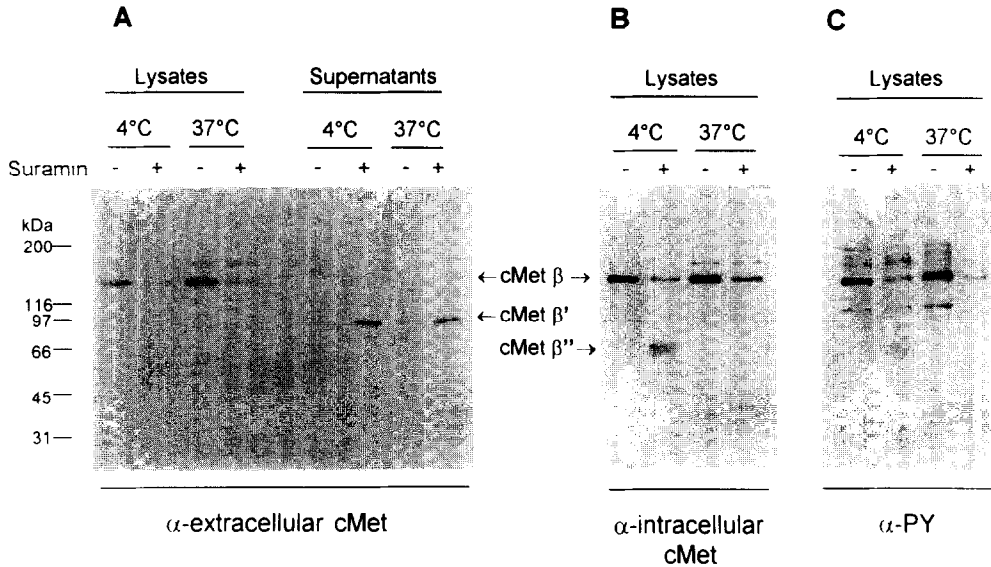 A
B
C
Lysates
Supernatants
Lysates
Lysates
4°C 37°C
4°C 37°C
4°C 37°C
4°C 37°C
Suramin - + - + - + - +
- + - +
- + - +
kDa
200
116
97
66
45
31
←cMet β→
←cMet β'
cMet β''→
α-extracellular cMet
α-intracellular
cMet
α-PY